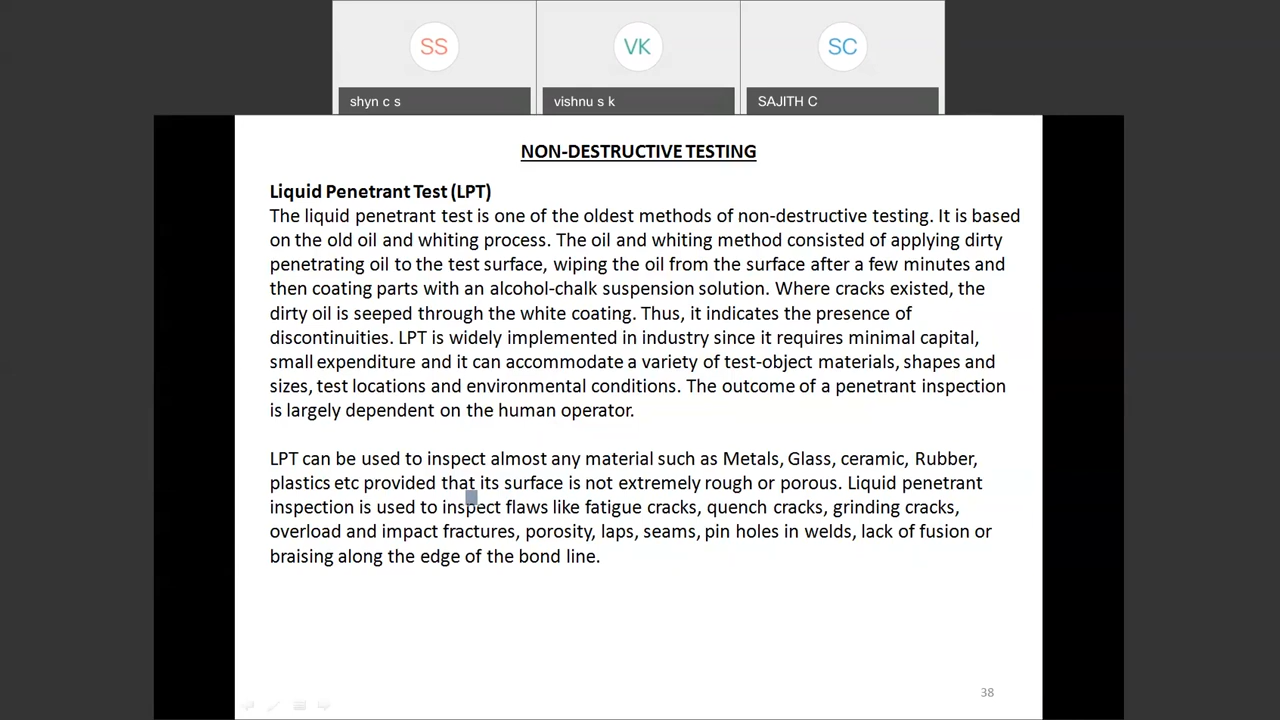 SS
VK
SC
shyn c s
vishnu s k
SAJITH C
NON-DESTRUCTIVE TESTING
Liquid Penetrant Test (LPT)
The liquid penetrant test is one of the oldest methods of non-destructive testing. It is based
on the old oil and whiting process. The oil and whiting method consisted of applying dirty
penetrating oil to the test surface, wiping the oil from the surface after a few minutes and
then coating parts with an alcohol-chalk suspension solution. Where cracks existed, the
dirty oil is seeped through the white coating. Thus, it indicates the presence of
discontinuities. LPT is widely implemented in industry since it requires minimal capital,
small expenditure and it can accommodate a variety of test-object materials, shapes and
sizes, test locations and environmental conditions. The outcome of a penetrant inspection
is largely dependent on the human operator.
LPT can be used to inspect almost any material such as Metals, Glass, ceramic, Rubber,
plastics etc provided that its surface is not extremely rough or porous. Liquid penetrant
inspection is used to inspect flaws like fatigue cracks, quench cracks, grinding cracks,
overload and impact fractures, porosity, laps, seams, pin holes in welds, lack of fusion or
braising along the edge of the bond line.
38